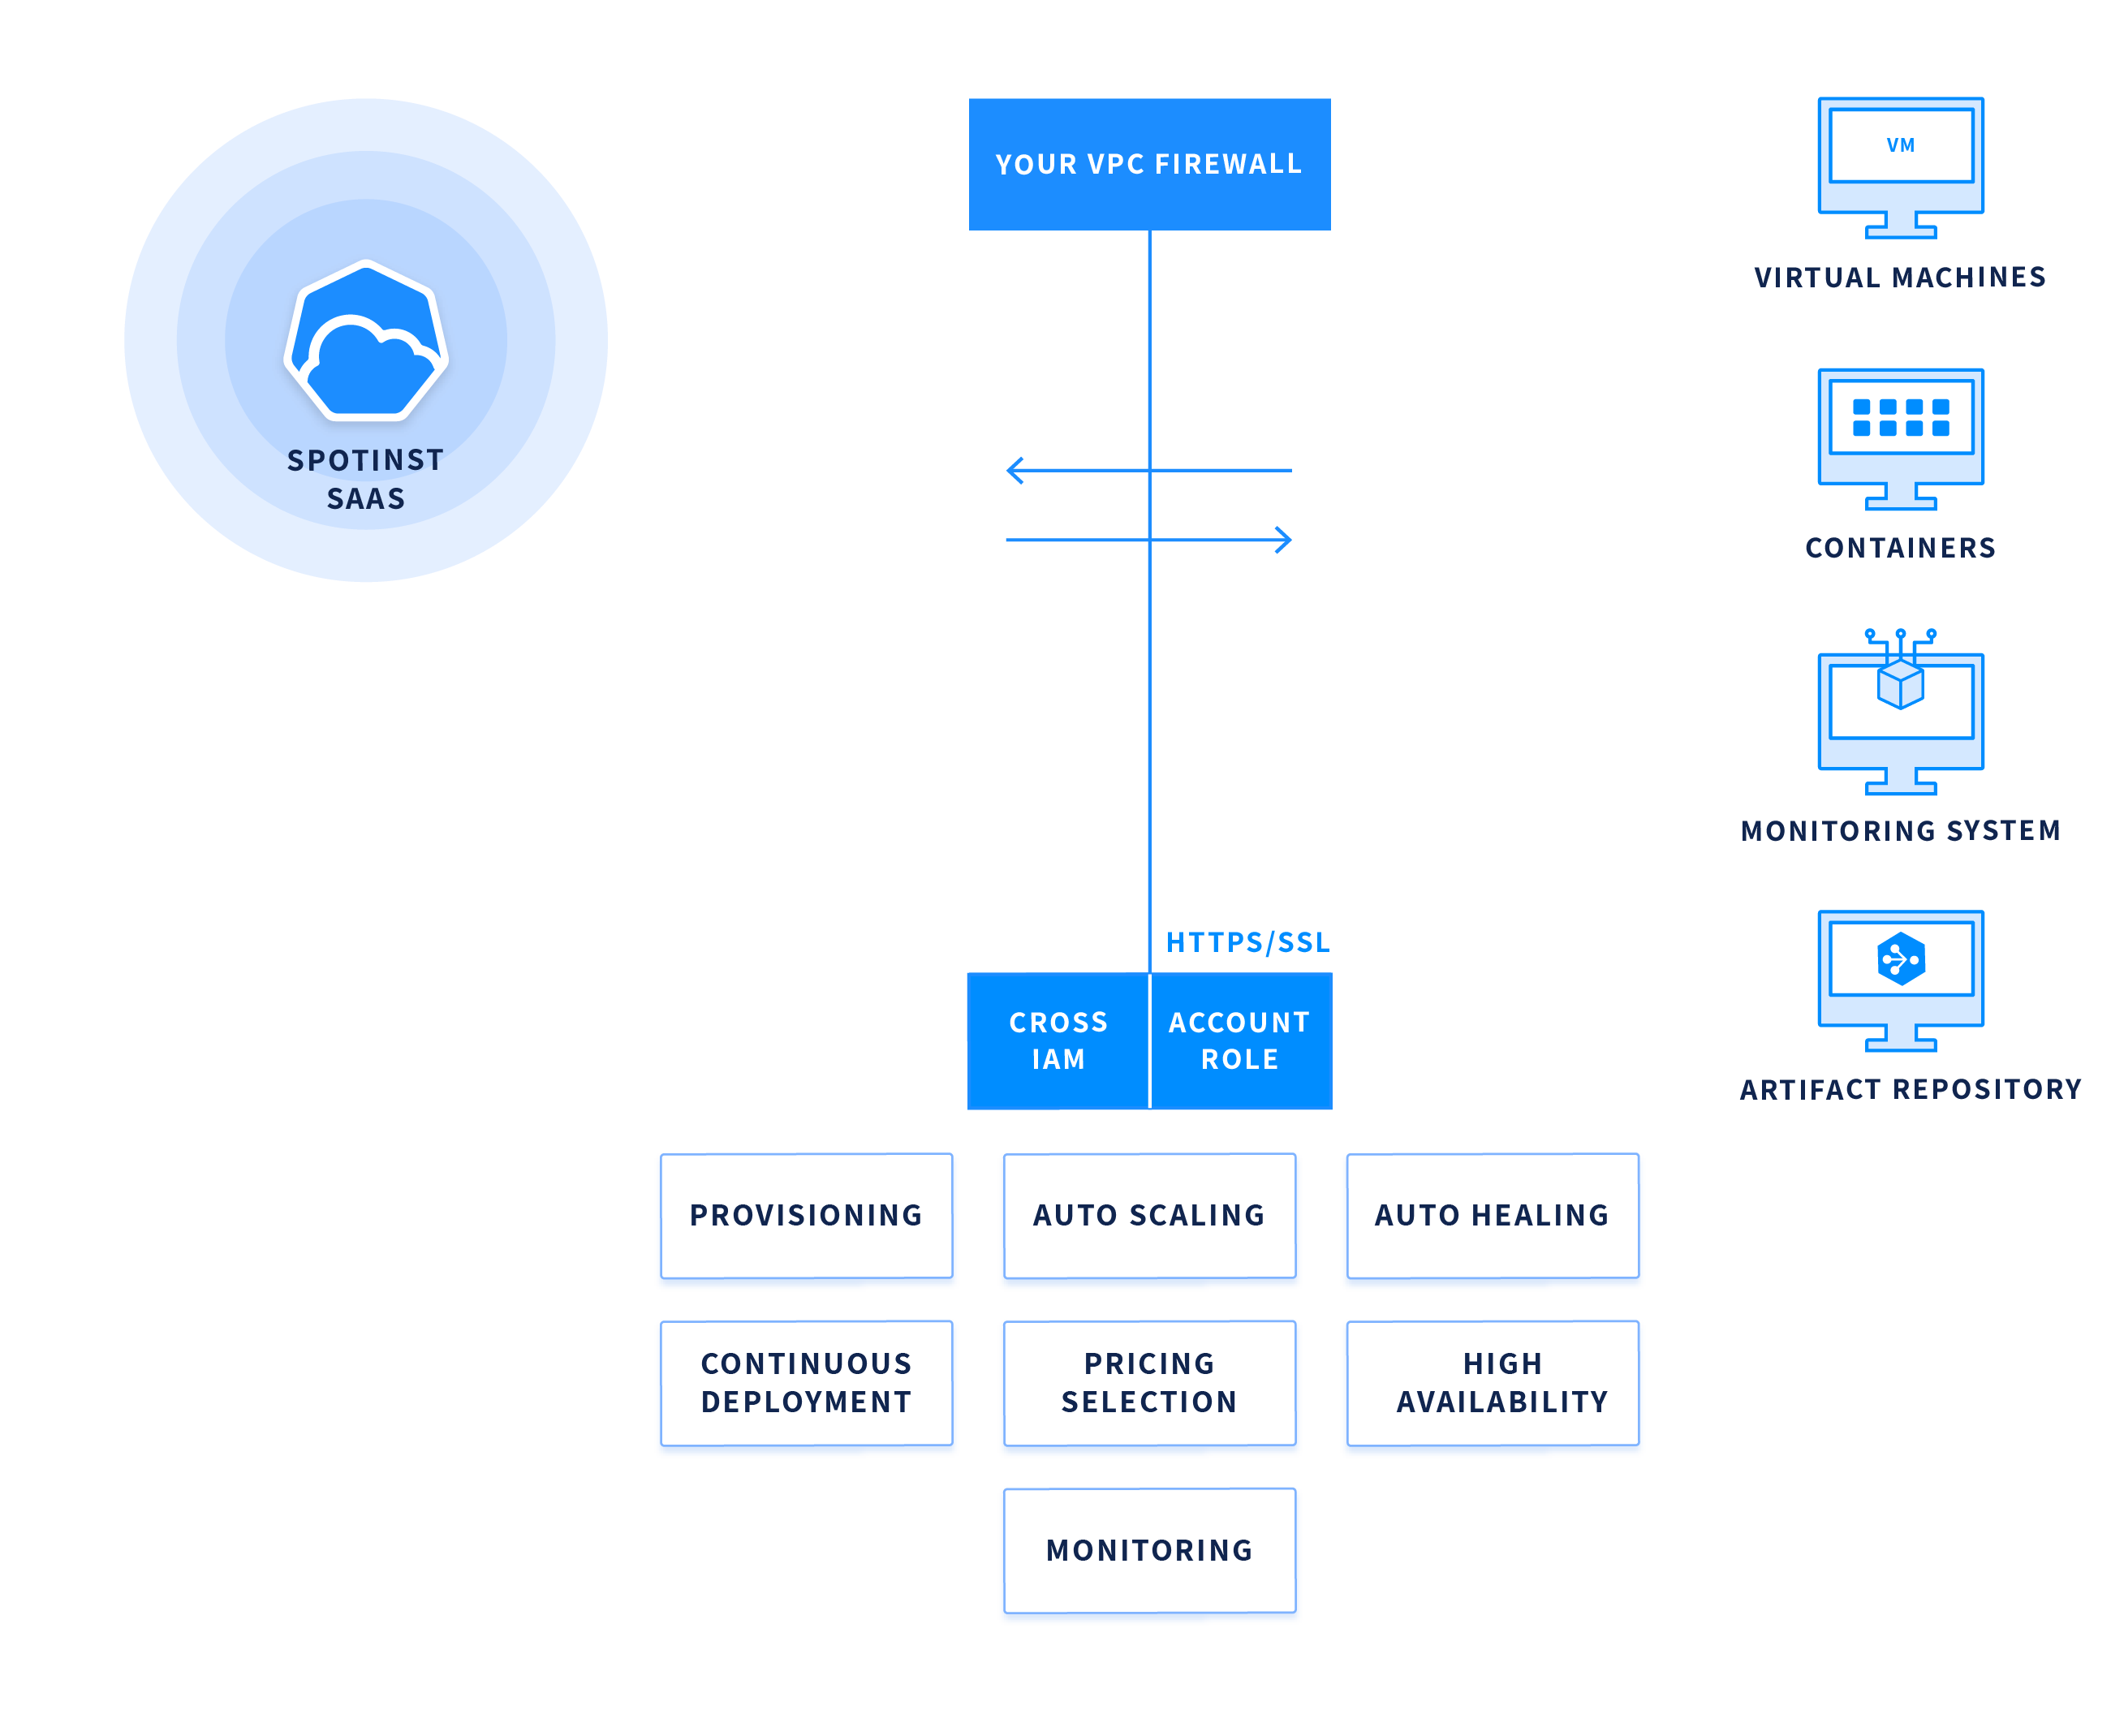 SPOTINST
SAAS
YOUR VPC FIREWALL
HTTPS/SSL
CROSS
IAM
ACCOUNT
ROLE
VM
VIRTUAL MACHINES
CONTAINERS
MONITORING SYSTEM
ARTIFACT REPOSITORY
PROVISIONING
AUTO SCALING
AUTO HEALING
CONTINUOUS
DEPLOYMENT
PRICING
SELECTION
HIGH
AVAILABILITY
MONITORING